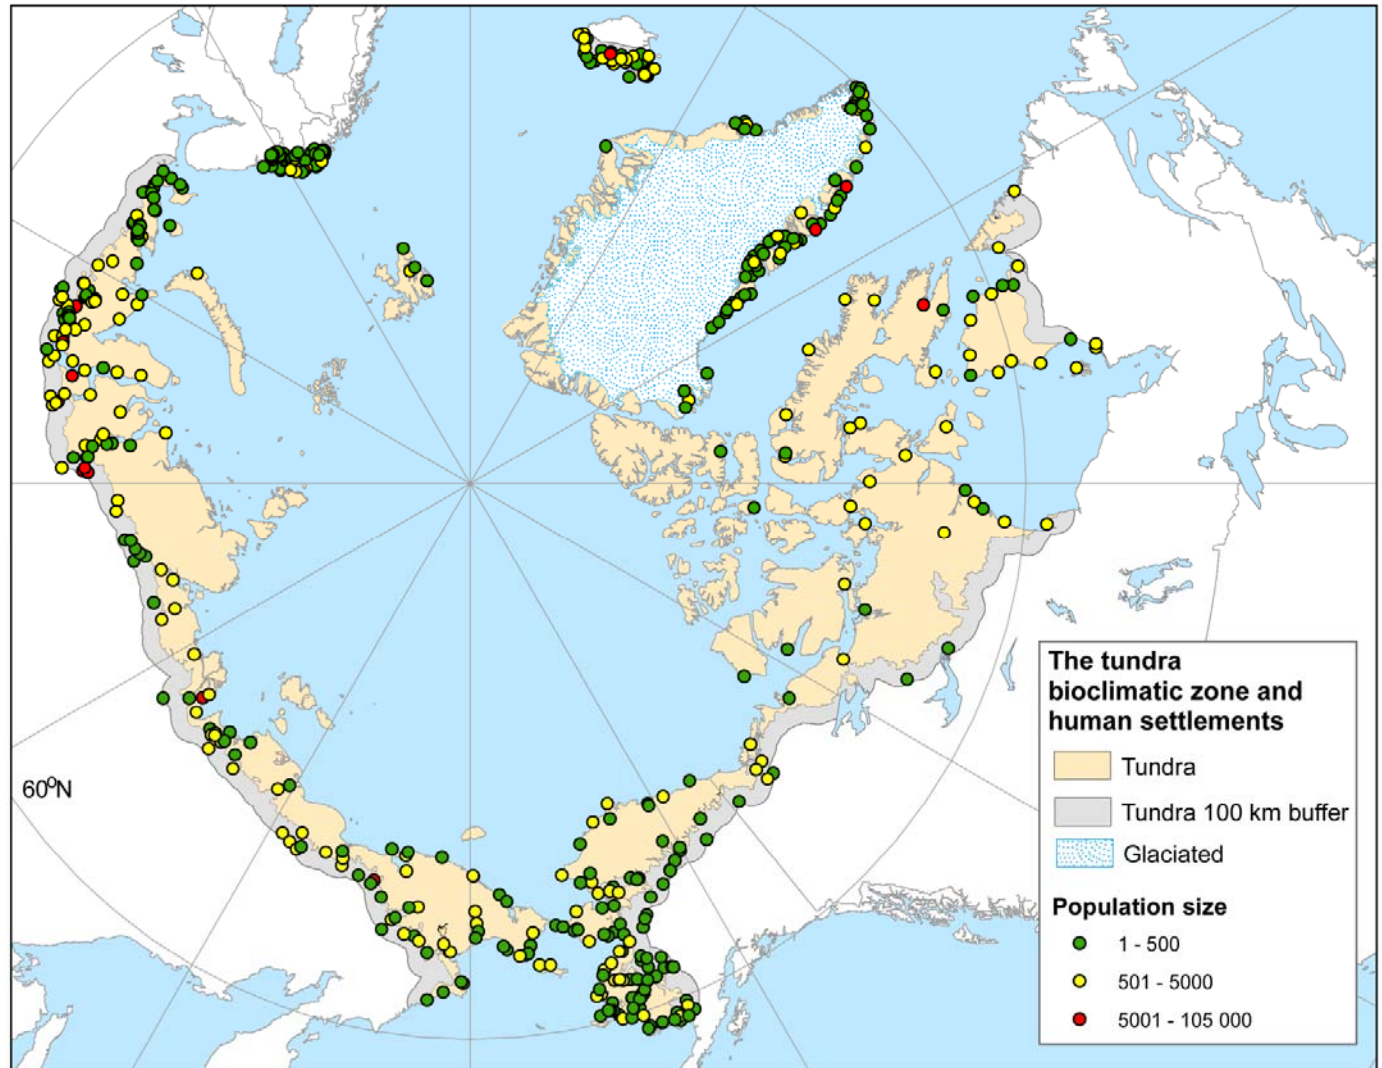 60⁰N
The tundra
bioclimatic zone and
human settlements
Tundra
Tundra 100 km buffer
Glaciated
Population size
1 - 500
501 - 5000
5001 - 105 000